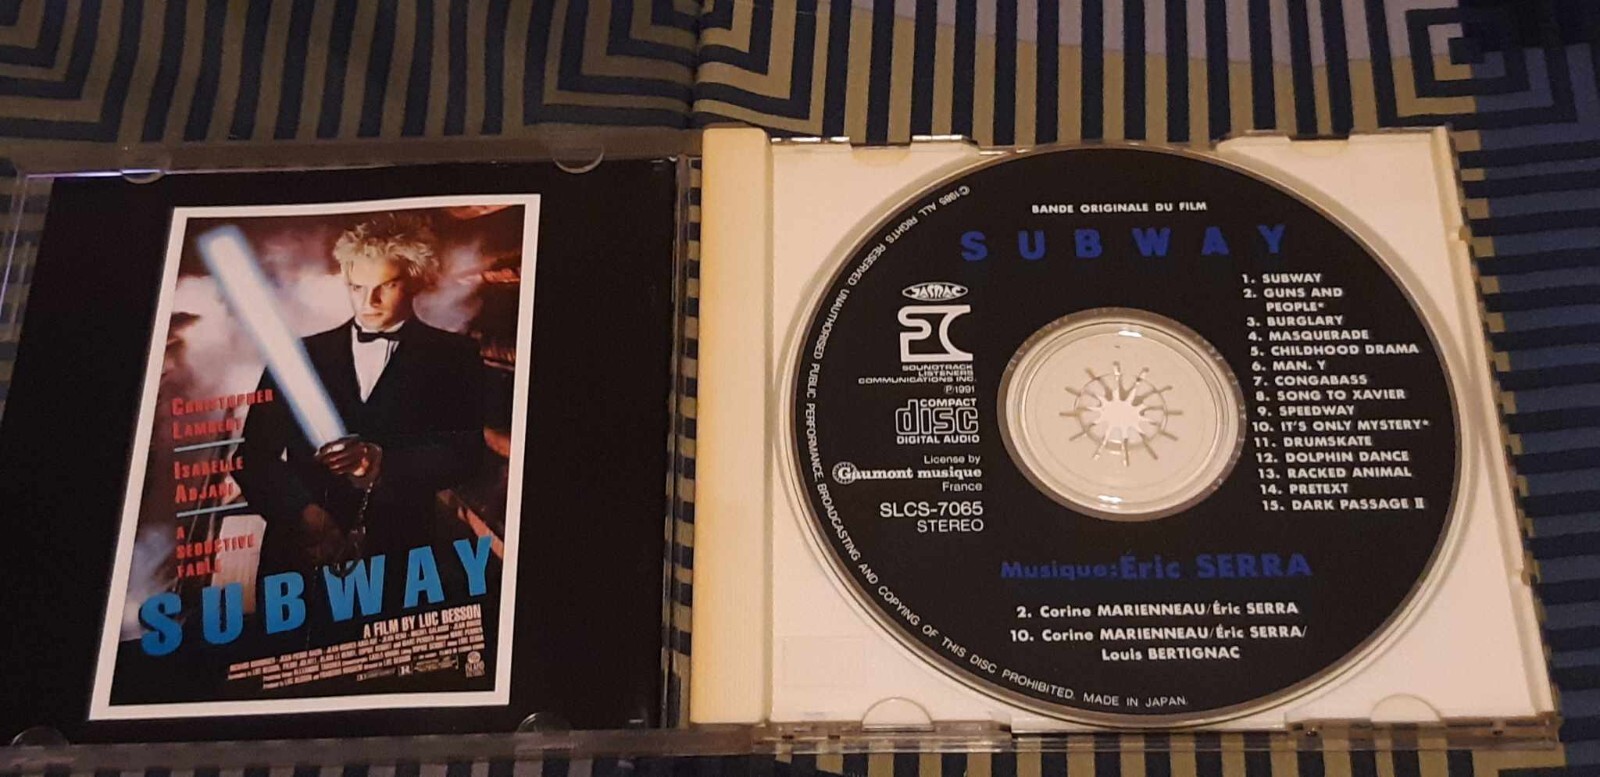 CHRISTOPHER
LAMBERT
ISABELLE
ADJANI
A
SEDUCTIVE
FABLE
SUBWAY
A FILM BY LUC BESSON
BANDE ORIGINALE DU FILM
SUBWAY
1. SUBWAY
2. GUNS AND
PEOPLE*
3. BURGLARY
4. MASQUERADE
5. CHILDHOOD DRAMA
6. MAN. Y
7. CONGABASS
8. SONG TO XAVIER
9. SPEEDWAY
10. IT'S ONLY MYSTERY*
11. DRUMSKATE
12. DOLPHIN DANCE
13. RACKED ANIMAL
14. PRETEXT
15. DARK PASSAGE II
JASRAC
SLC
SOUNDTRACK
LISTENERS
COMMUNICATIONS INC.
Ⓟ1991
COMPACT
disc
DIGITAL AUDIO
License by
Gaumont musique
France
SLCS-7065
STEREO
Musique:Éric SERRA
2. Corine MARIENNEAU/Éric SERRA
10. Corine MARIENNEAU/Éric SERRA/
Louis BERTIGNAC
©1985 ALL RIGHTS RESERVED. UNAUTHORISED PUBLIC PERFORMANCE, BROADCASTING AND COPYING OF THIS DISC PROHIBITED. MADE IN JAPAN.